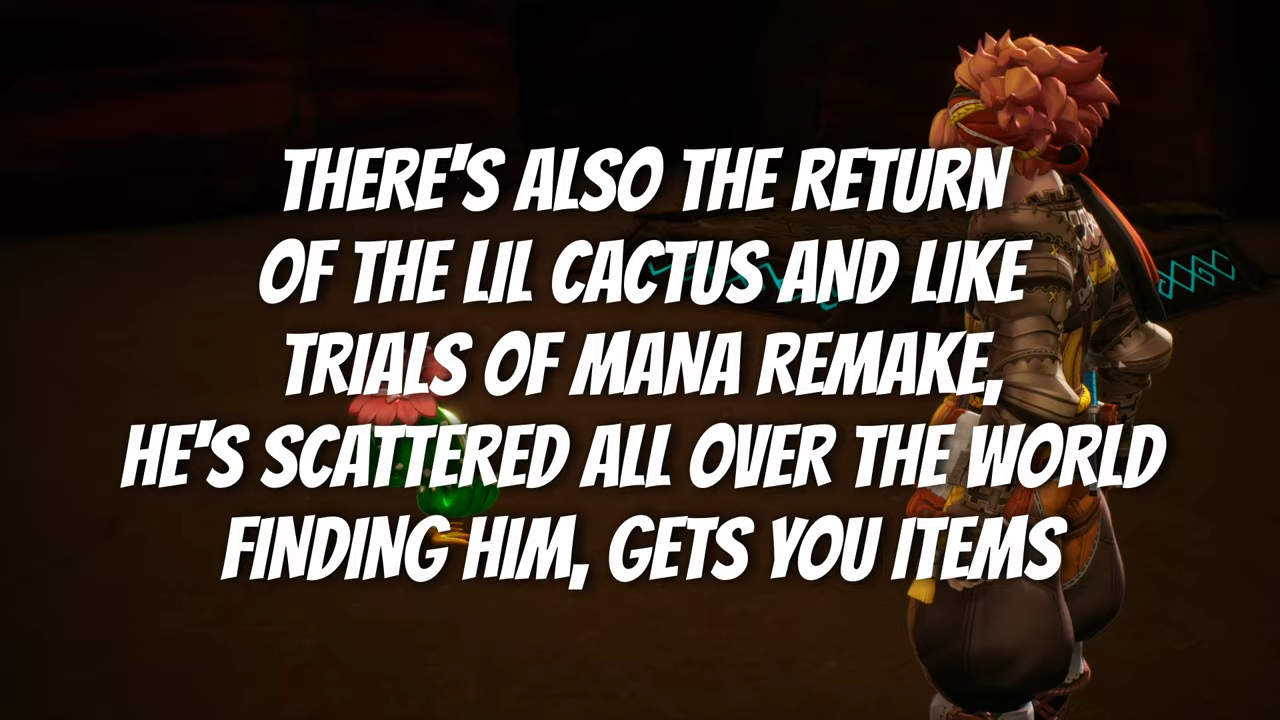 THERE'S ALSO THE RETURN
OF THE LIL CACTUS AND LIKE
TRIALS OF MANA REMAKE,
HE'S SCATTERED ALL OVER THE WORLD
FINDING HIM, GETS YOU ITEMS